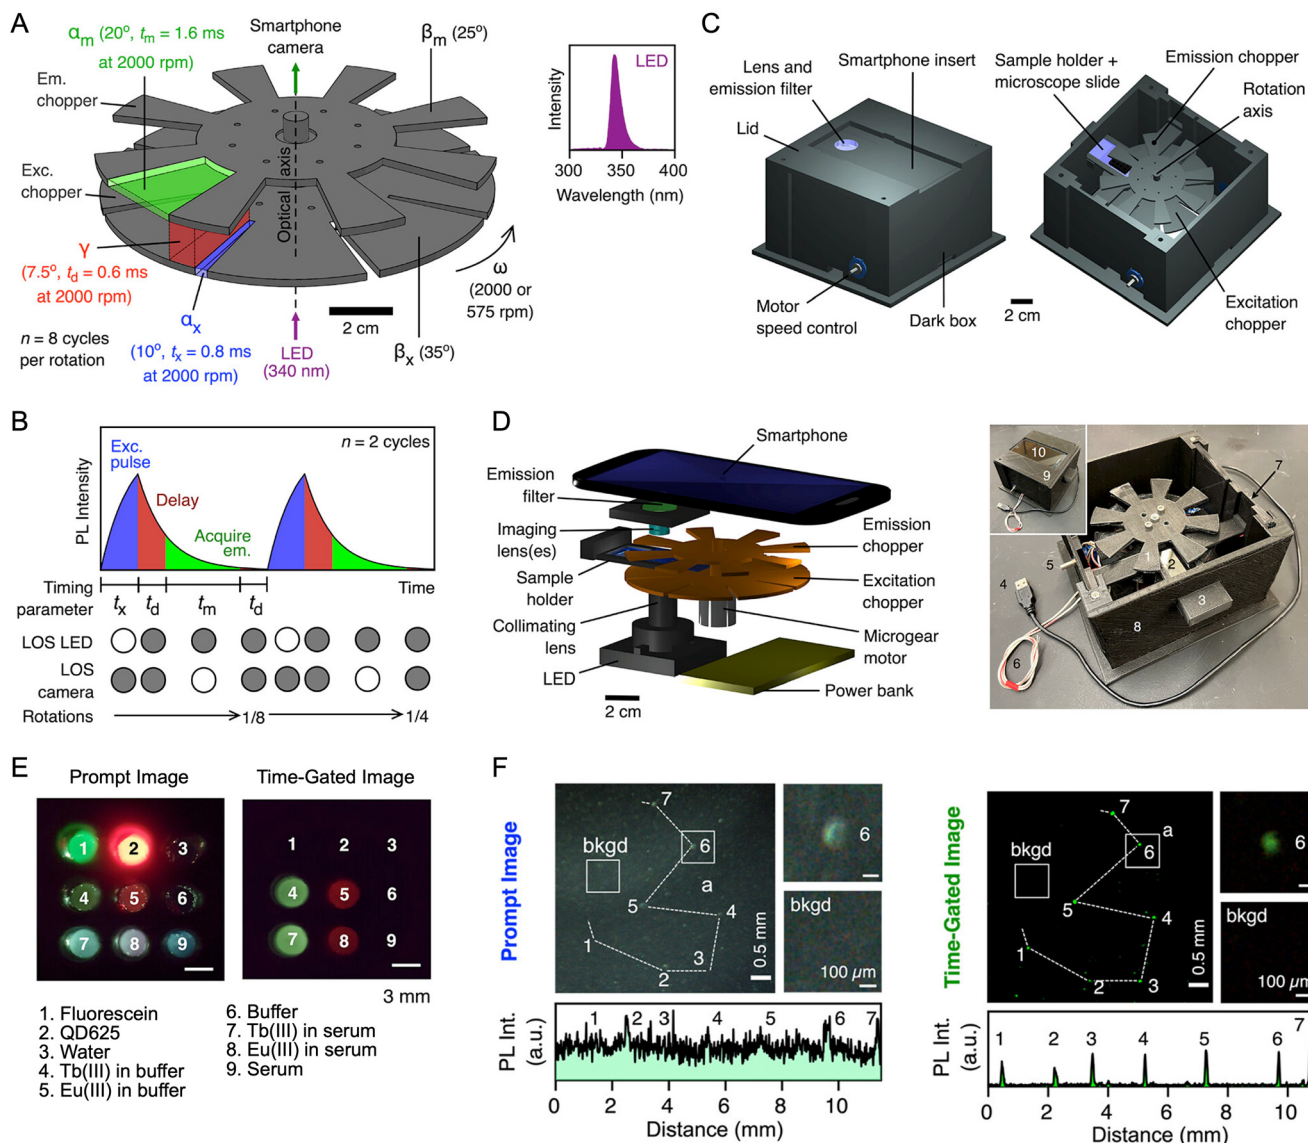 A
αm (20°, tm = 1.6 ms
at 2000 rpm)
Smartphone
camera
βm (25°)
Em.
chopper
Exc.
chopper
Optical axis
γ
(7.5°, td = 0.6 ms
at 2000 rpm)
αx
(10°, tx = 0.8 ms
at 2000 rpm)
n = 8 cycles
per rotation
LED
(340 nm)
2 cm
βx (35°)
ω
(2000 or
575 rpm)
Intensity
LED
300 350 400
Wavelength (nm)
C
Lens and
emission filter
Smartphone insert
Lid
Motor
speed control
Dark box
Sample holder +
microscope slide
Emission chopper
Rotation
axis
Excitation
chopper
2 cm
B
n = 2 cycles
PL Intensity
Exc.
pulse
Delay
Acquire
em.
Time
Timing
parameter
tx td tm td
LOS LED
LOS
camera
Rotations
1/8
1/4
D
Smartphone
Emission
filter
Imaging
lens(es)
Sample
holder
Collimating
lens
LED
Emission
chopper
Excitation
chopper
Microgear
motor
Power bank
2 cm
10
9
7
5
4
1
2
3
8
6
E
Prompt Image
Time-Gated Image
1 2 3
4 5 6
7 8 9
1 2 3
4 5 6
7 8 9
3 mm
1. Fluorescein
2. QD625
3. Water
4. Tb(III) in buffer
5. Eu(III) in buffer
6. Buffer
7. Tb(III) in serum
8. Eu(III) in serum
9. Serum
F
Prompt Image
7
bkgd
6
a
5
4
1
3
2
0.5 mm
6
bkgd
100 µm
PL Int.
(a.u.)
1 2 3 4 5 6 7
0 2 4 6 8 10
Distance (mm)
Time-Gated Image
7
a
bkgd
6
5
4
1
2
3
0.5 mm
6
bkgd
100 µm
PL Int.
(a.u.)
1 2 3 4 5 6 7
0 2 4 6 8 10
Distance (mm)